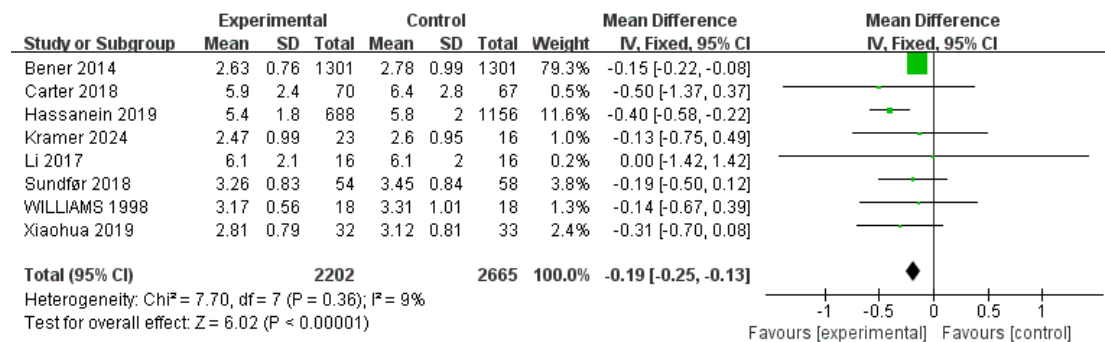 Experimental Control Mean Difference Mean Difference
Study or Subgroup Mean SD Total Mean SD Total Weight IV, Fixed, 95% CI IV, Fixed, 95% CI
Bener 2014 2.63 0.76 1301 2.78 0.99 1301 79.3% -0.15 [-0.22, -0.08]
Carter 2018 5.9 2.4 70 6.4 2.8 67 0.5% -0.50 [-1.37, 0.37]
Hassanein 2019 5.4 1.8 688 5.8 2 1156 11.6% -0.40 [-0.58, -0.22]
Kramer 2024 2.47 0.99 23 2.6 0.95 16 1.0% -0.13 [-0.75, 0.49]
Li 2017 6.1 2.1 16 6.1 2 16 0.2% 0.00 [-1.42, 1.42]
Sundfør 2018 3.26 0.83 54 3.45 0.84 58 3.8% -0.19 [-0.50, 0.12]
WILLIAMS 1998 3.17 0.56 18 3.31 1.01 18 1.3% -0.14 [-0.67, 0.39]
Xiaohua 2019 2.81 0.79 32 3.12 0.81 33 2.4% -0.31 [-0.70, 0.08]
Total (95% CI) 2202 2665 100.0% -0.19 [-0.25, -0.13]
Heterogeneity: Chi² = 7.70, df = 7 (P = 0.36); I² = 9%
Test for overall effect: Z = 6.02 (P < 0.00001)
-1 -0.5 0 0.5 1
Favours [experimental] Favours [control]